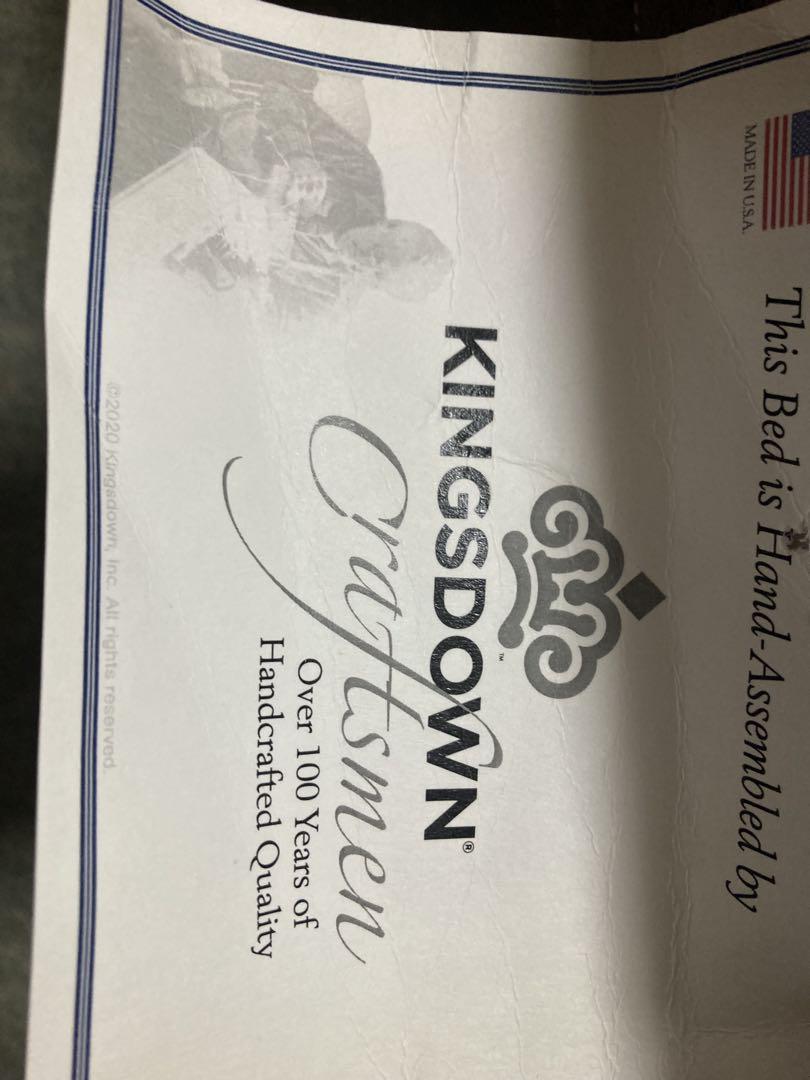 MADE IN U.S.A.
This Bed is Hand-Assembled by
KINGSDOWN®
™
Craftsmen
Over 100 Years of
Handcrafted Quality
©2020 Kingsdown, Inc. All rights reserved.